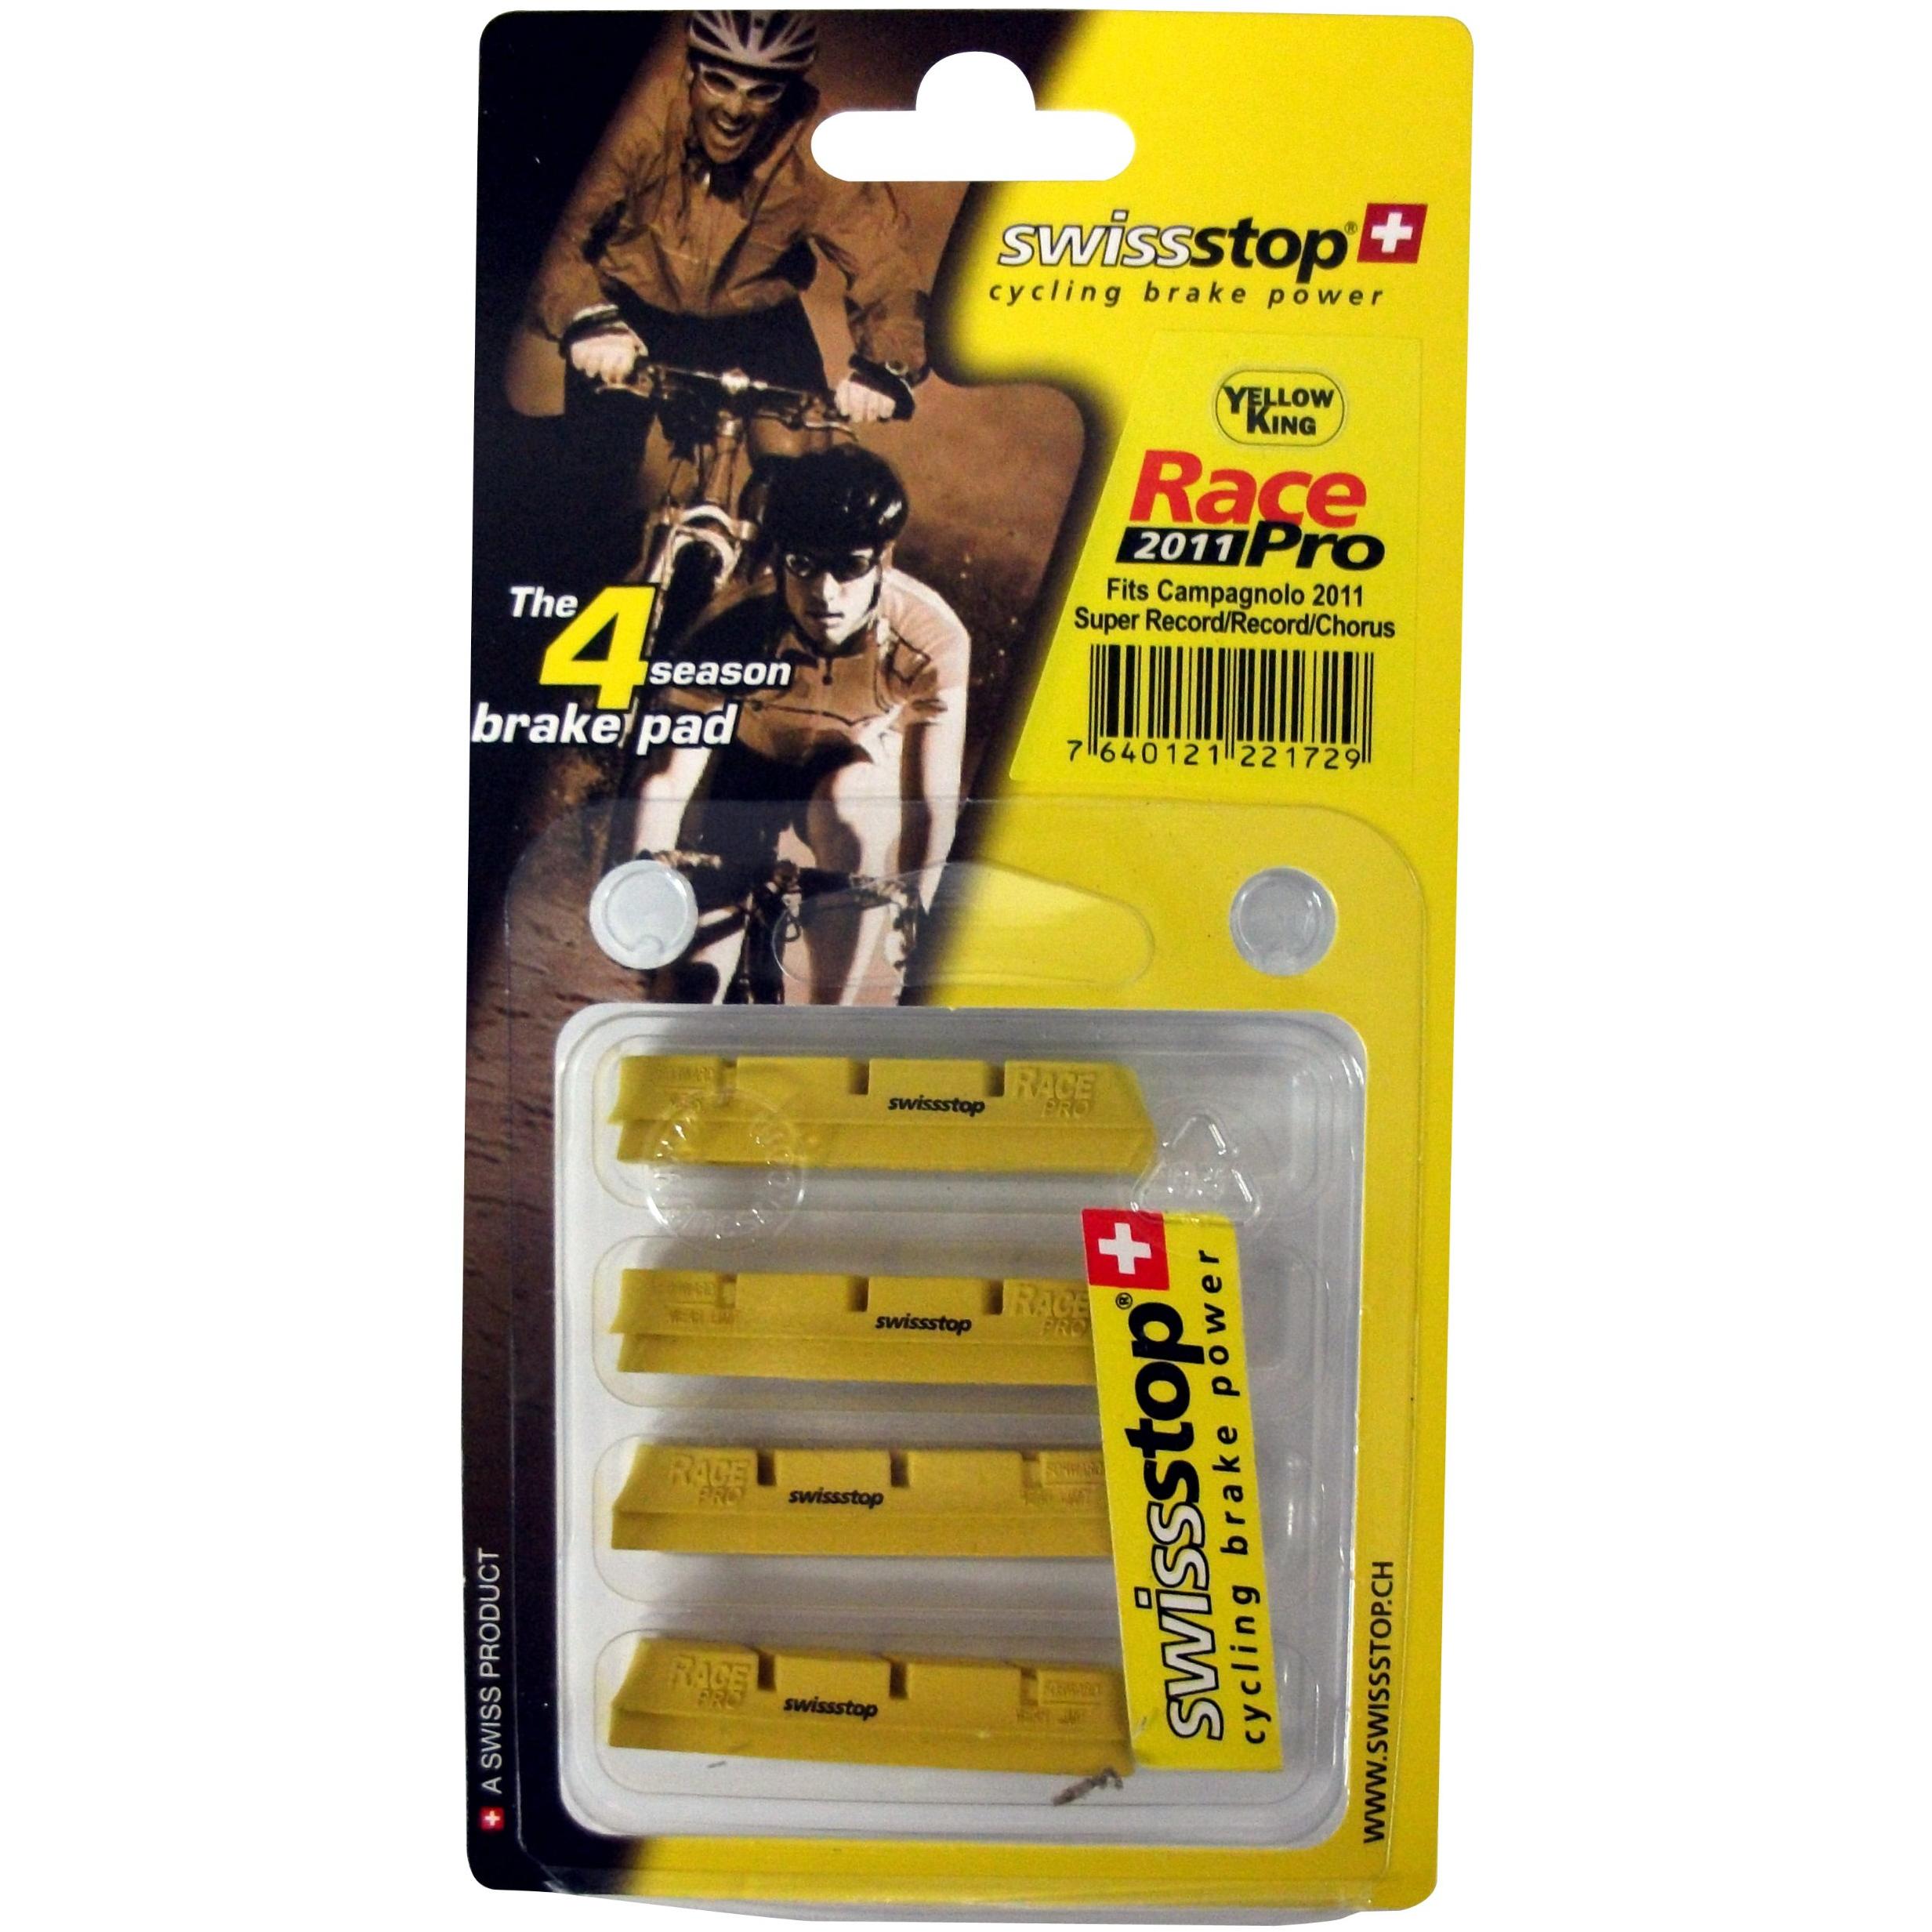 swissstop®
cycling brake power
YELLOW
KING
Race
2011 Pro
Fits Campagnolo 2011
Super Record/Record/Chorus
7 640121 221729
The 4 season
brake pad
swissstop
RACE
PRO
swissstop
RACE
PRO
RACE
PRO
swissstop
FORWARD
RACE
PRO
swissstop
FORWARD
swissstop®
cycling brake power
A SWISS PRODUCT
WWW.SWISSSTOP.CH